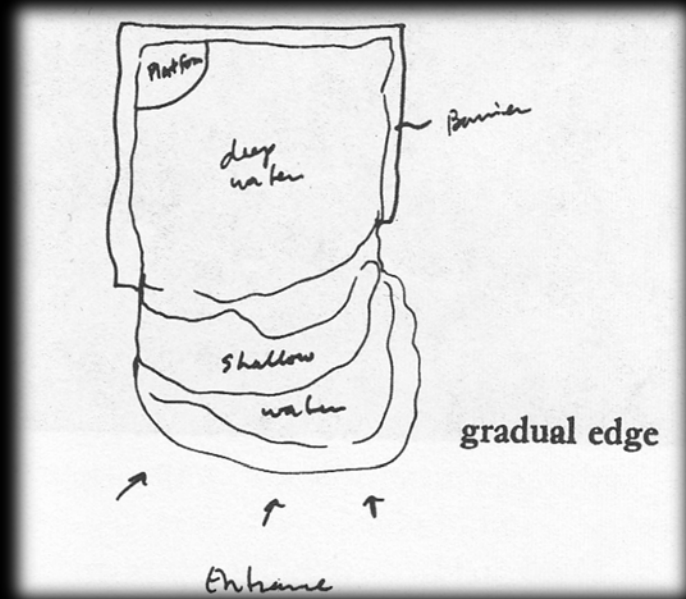 Platform
Barrier
deep
water
shallow
water
gradual edge
Entrance